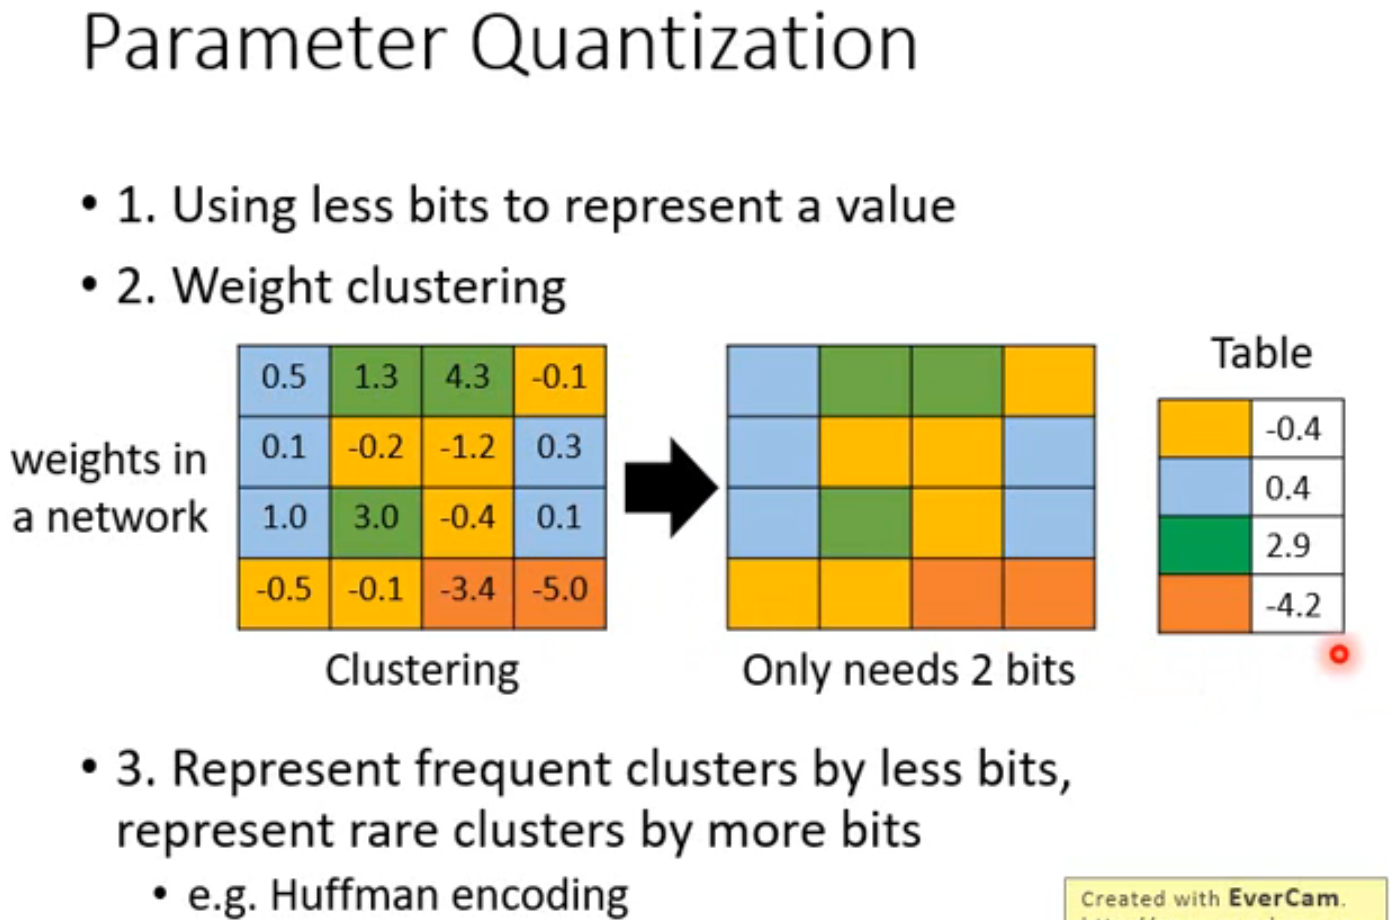 Parameter Quantization
• 1. Using less bits to represent a value
• 2. Weight clustering
weights in
a network
0.5 1.3 4.3 -0.1
0.1 -0.2 -1.2 0.3
1.0 3.0 -0.4 0.1
-0.5 -0.1 -3.4 -5.0
Clustering
Only needs 2 bits
Table
-0.4
0.4
2.9
-4.2
• 3. Represent frequent clusters by less bits,
represent rare clusters by more bits
• e.g. Huffman encoding
Created with EverCam.